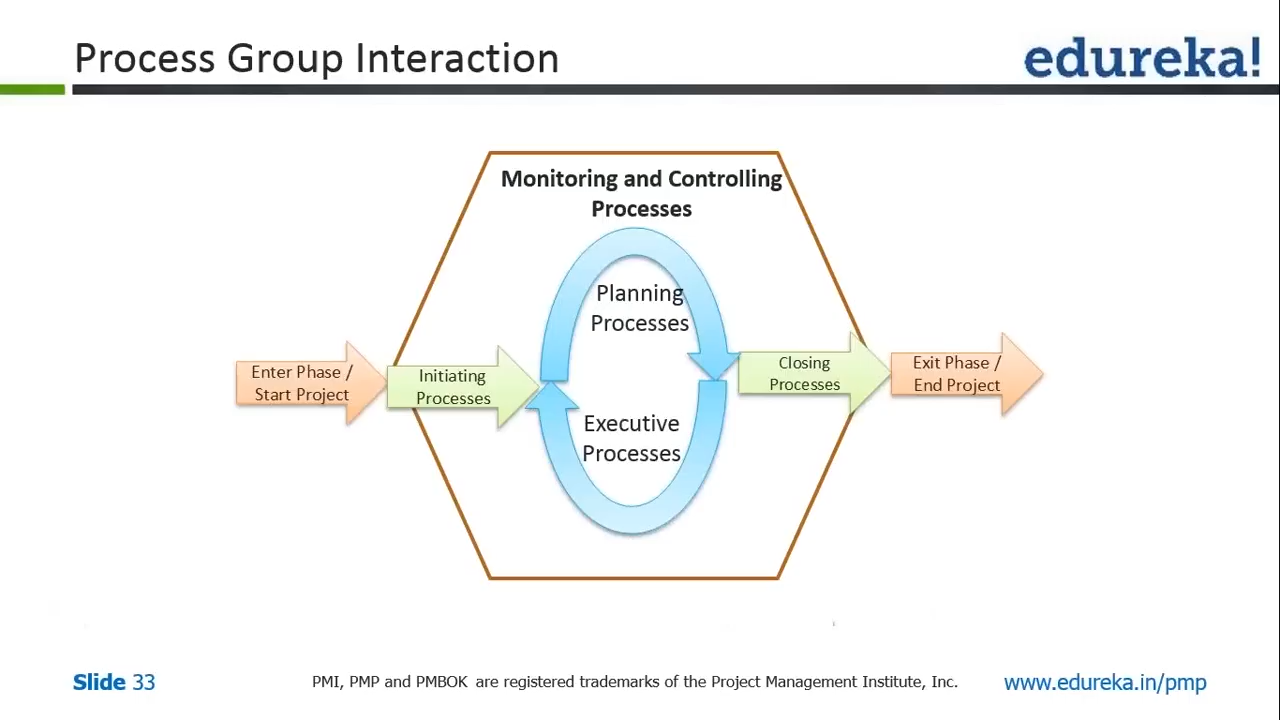 Process Group Interaction
edureka!
Monitoring and Controlling
Processes
Planning
Processes
Enter Phase /
Start Project
Initiating
Processes
Closing
Processes
Exit Phase /
End Project
Executive
Processes
Slide 33
PMI, PMP and PMBOK are registered trademarks of the Project Management Institute, Inc.
www.edureka.in/pmp